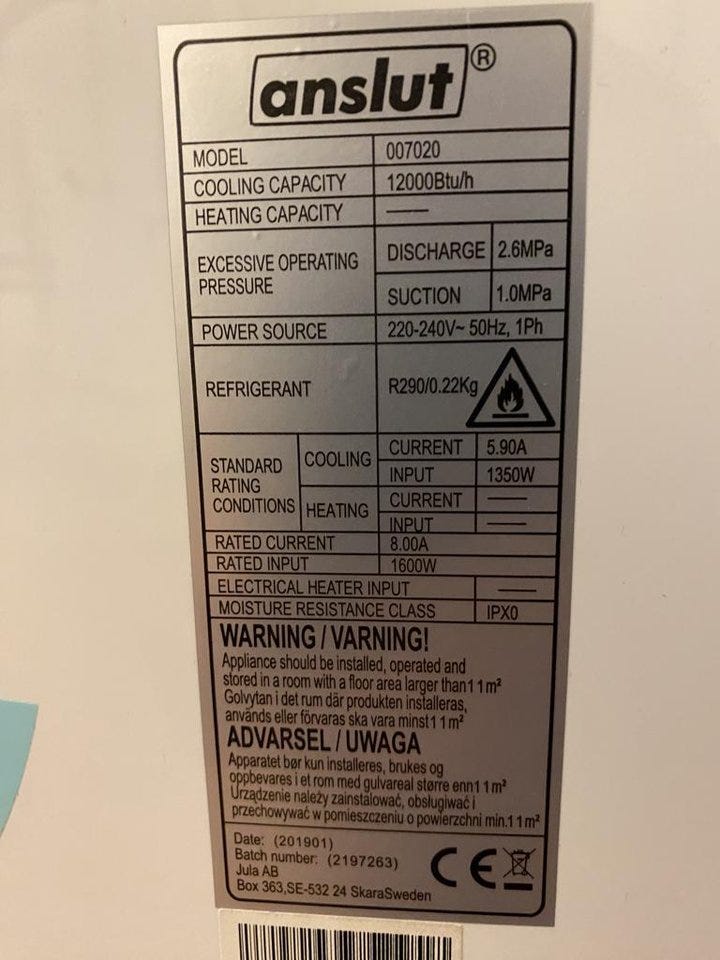 anslut®
MODEL 007020
COOLING CAPACITY 12000Btu/h
HEATING CAPACITY ——
EXCESSIVE OPERATING PRESSURE DISCHARGE 2.6MPa
SUCTION 1.0MPa
POWER SOURCE 220-240V~ 50Hz, 1Ph
REFRIGERANT R290/0.22Kg
STANDARD RATING CONDITIONS COOLING CURRENT 5.90A
INPUT 1350W
HEATING CURRENT ——
INPUT ——
RATED CURRENT 8.00A
RATED INPUT 1600W
ELECTRICAL HEATER INPUT ——
MOISTURE RESISTANCE CLASS IPX0
WARNING / VARNING!
Appliance should be installed, operated and
stored in a room with a floor area larger than11m²
Golvytan i det rum där produkten installeras,
används eller förvaras ska vara minst11m²
ADVARSEL / UWAGA
Apparatet bør kun installeres, brukes og
oppbevares i et rom med gulvareal større enn11m²
Urządzenie należy zainstalować, obsługiwać i
przechowywać w pomieszczeniu o powierzchni min.11m²
Date: (201901)
Batch number: (2197263)
Jula AB
Box 363,SE-532 24 SkaraSweden
CE